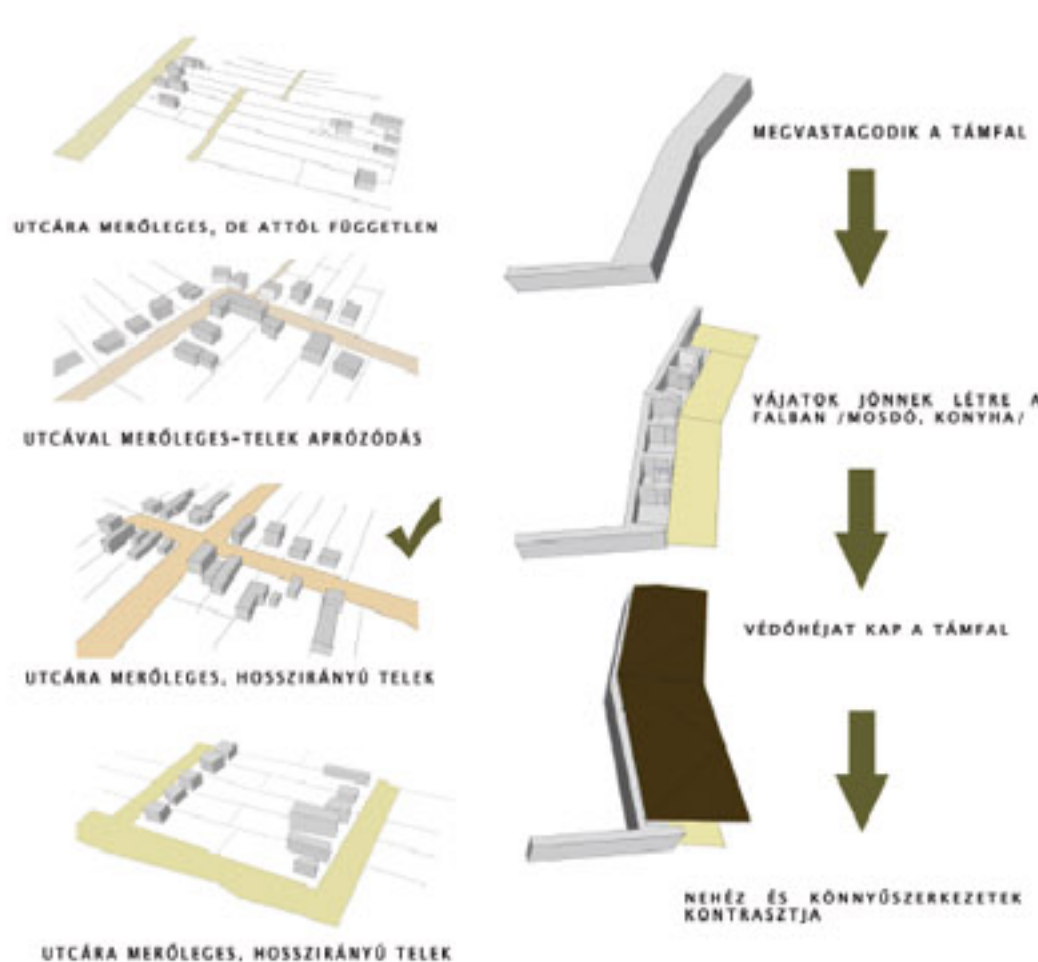 UTCÁRA MERŐLEGES, DE ATTÓL FÜGGETLEN
UTCÁVAL MERŐLEGES-TELEK APRÓZÓDÁS
UTCÁRA MERŐLEGES, HOSSZIRÁNYÚ TELEK
UTCÁRA MERŐLEGES, HOSSZIRÁNYÚ TELEK
MEGVASTAGODIK A TÁMFAL
VÁJATOK JÖNNEK LÉTRE A
FALBAN /MOSDÓ, KONYHA/
VÉDŐHÉJAT KAP A TÁMFAL
NEHÉZ ÉS KÖNNYŰSZERKEZETEK
KONTRASZTJA